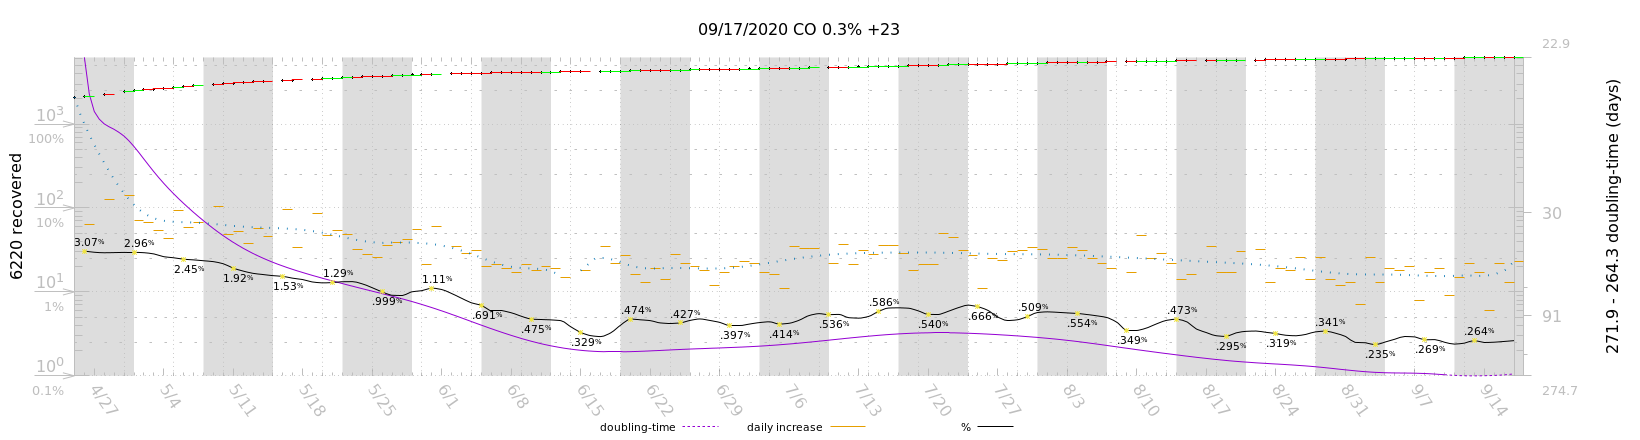 09/17/2020 CO 0.3% +23
22.9
10³
100%
10²
10%
30
3.07% 2.96% 2.45% 1.92% 1.53% 1.29% .999% 1.11% .691% .475% .329% .474% .427% .397% .414% .536% .586% .540% .666% .509% .554% .349% .473% .295% .319% .341% .235% .269% .264%
10¹
1%
91
10⁰
0.1%
274.7
6220 recovered
271.9 - 264.3 doubling-time (days)
4/27 5/4 5/11 5/18 5/25 6/1 6/8 6/15 6/22 6/29 7/6 7/13 7/20 7/27 8/3 8/10 8/17 8/24 8/31 9/7 9/14
doubling-time daily increase %